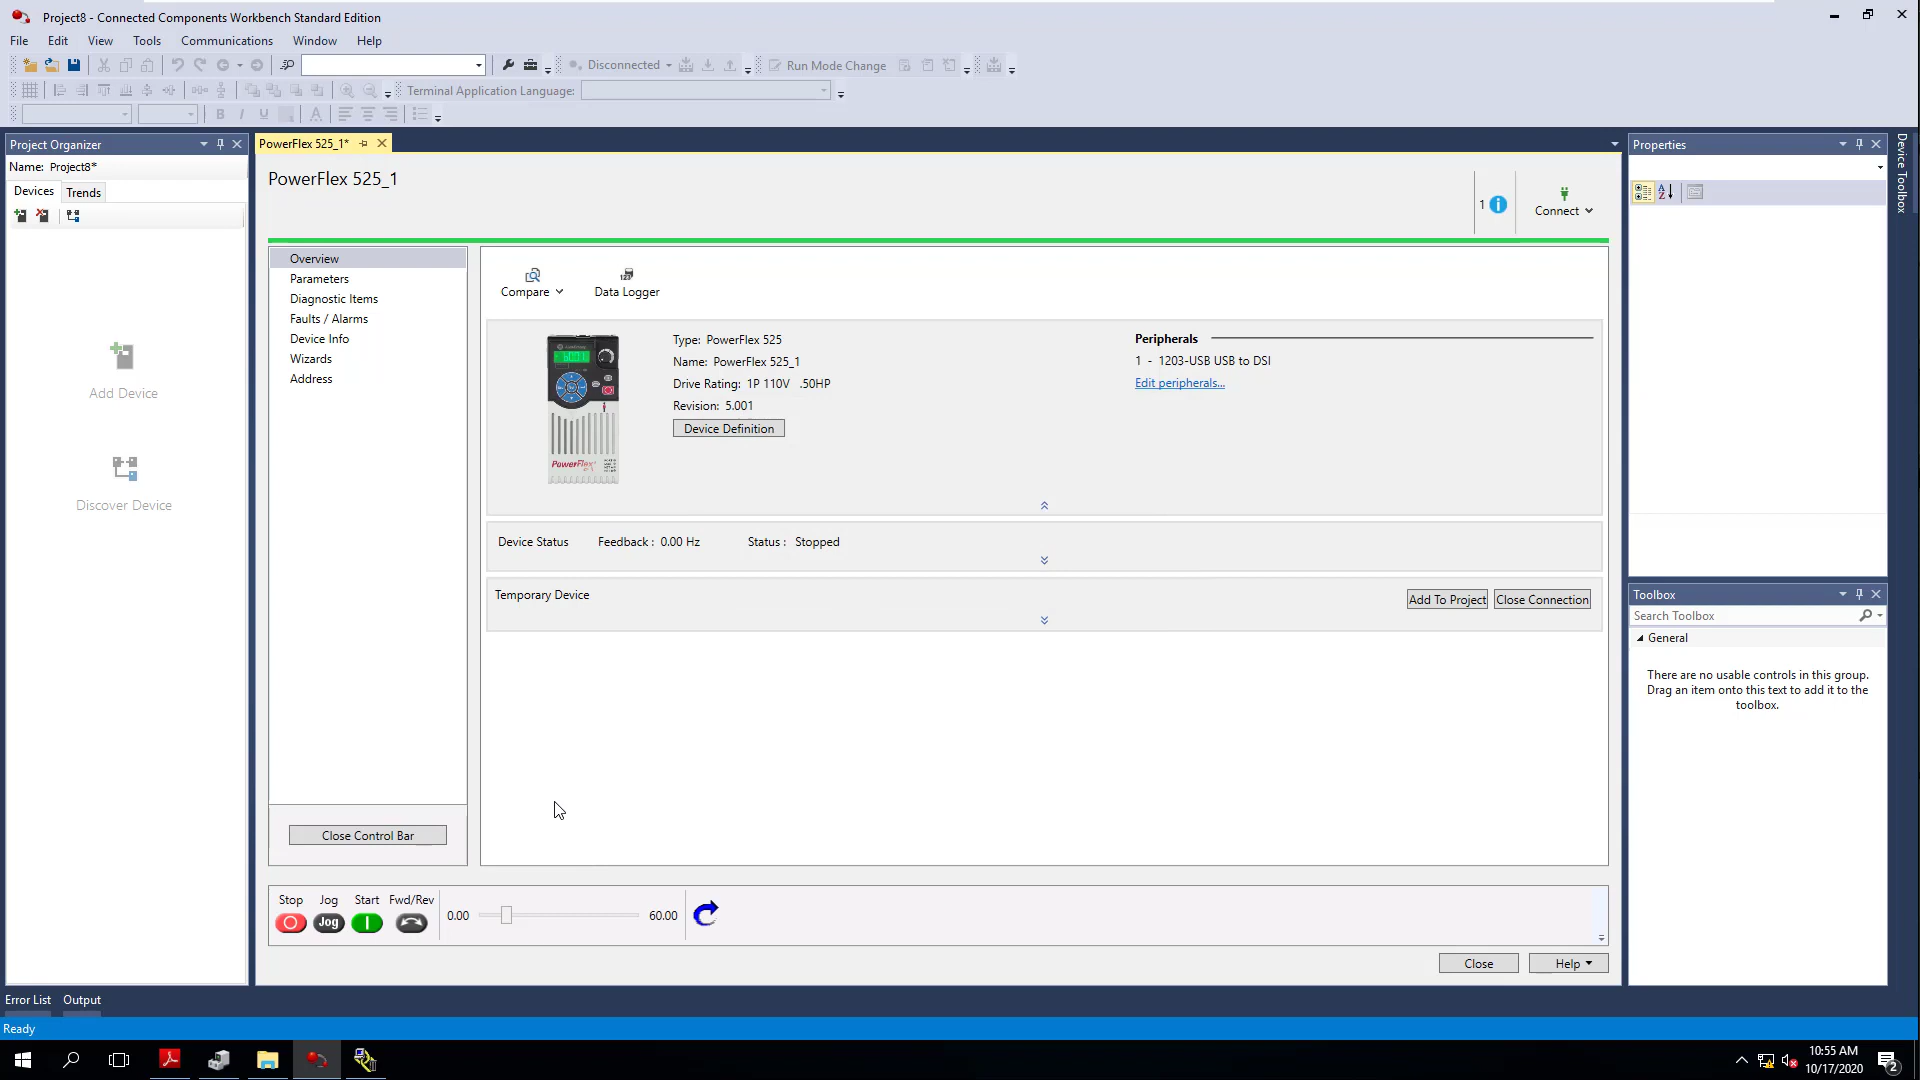 Project8 - Connected Components Workbench Standard Edition
File Edit View Tools Communications Window Help
Disconnected
Run Mode Change
Terminal Application Language:
B I U A
Project Organizer
Name: Project8*
Devices Trends
Add Device
Discover Device
PowerFlex 525_1*
PowerFlex 525_1
1
Connect
Overview
Parameters
Diagnostic Items
Faults / Alarms
Device Info
Wizards
Address
Close Control Bar
Compare
Data Logger
PowerFlex
Type: PowerFlex 525
Name: PowerFlex 525_1
Drive Rating: 1P 110V .50HP
Revision: 5.001
Device Definition
Peripherals
1 - 1203-USB USB to DSI
Edit peripherals...
Device Status Feedback : 0.00 Hz Status : Stopped
Temporary Device
Add To Project Close Connection
Stop Jog Start Fwd/Rev
Jog
0.00
60.00
Close
Help
Properties
Device Toolbox
Toolbox
Search Toolbox
General
There are no usable controls in this group.
Drag an item onto this text to add it to the
toolbox.
Error List Output
Ready
10:55 AM
10/17/2020
2